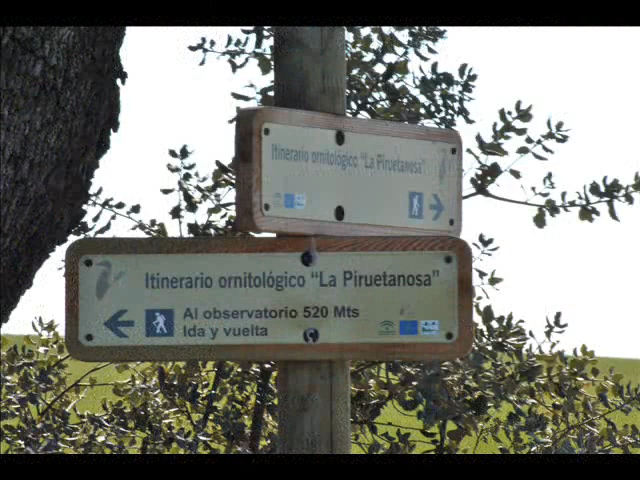 Itinerario ornitológico "La Piruetanosa"
Itinerario ornitológico "La Piruetanosa"
Al observatorio 520 Mts
Ida y vuelta